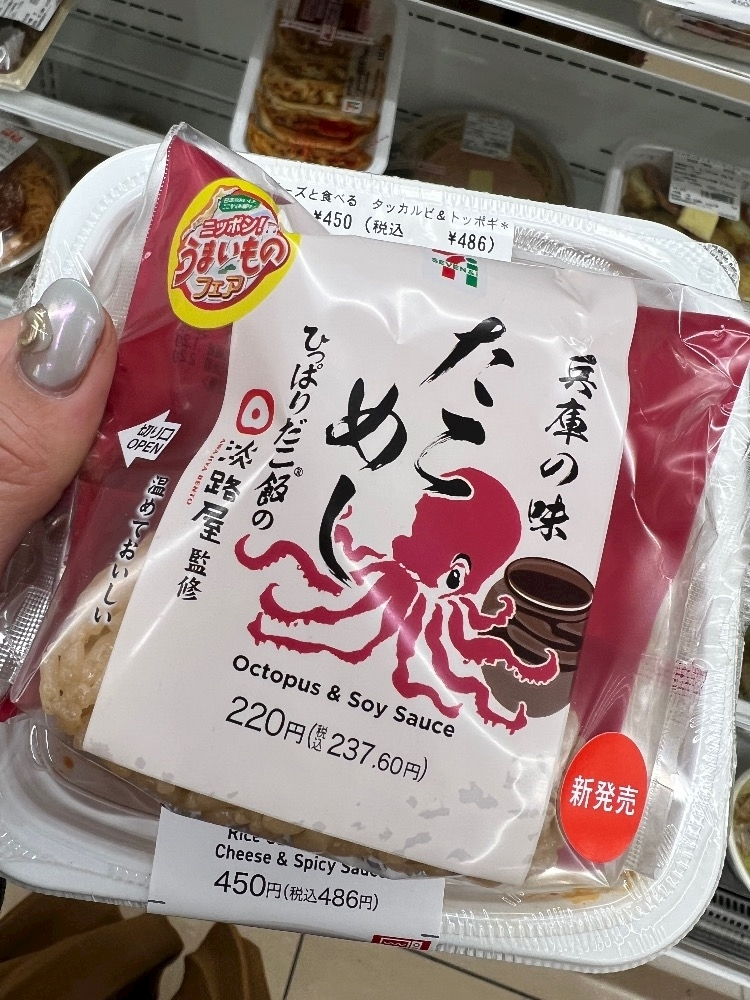 ーズと食べる タッカルビ&トッポギ*
¥450 (税込 ¥486)
ニッポン!
うまいもの
フェア
SEVEN
兵庫の味
たこ
めし
ひっぱりだこ飯®の
淡路屋 監修
AWAJIYA BENTO
切り口
OPEN
温めておいしい
Octopus & Soy Sauce
220円(税込 237.60円)
新発売
Rice
Cheese & Spicy Sauce
450円(税込486円)